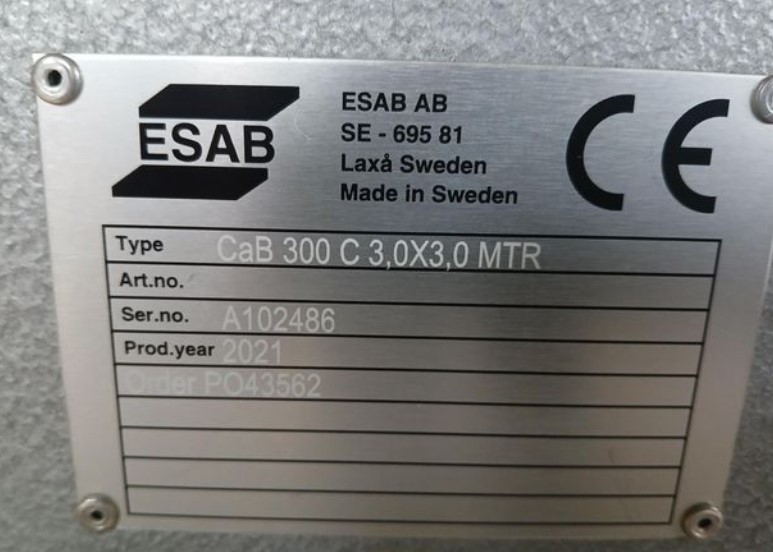 ESAB
ESAB AB
SE - 695 81
Laxå Sweden
Made in Sweden
CE
Type CaB 300 C 3,0X3,0 MTR
Art.no.
Ser.no. A102486
Prod.year 2021
Order PO43562